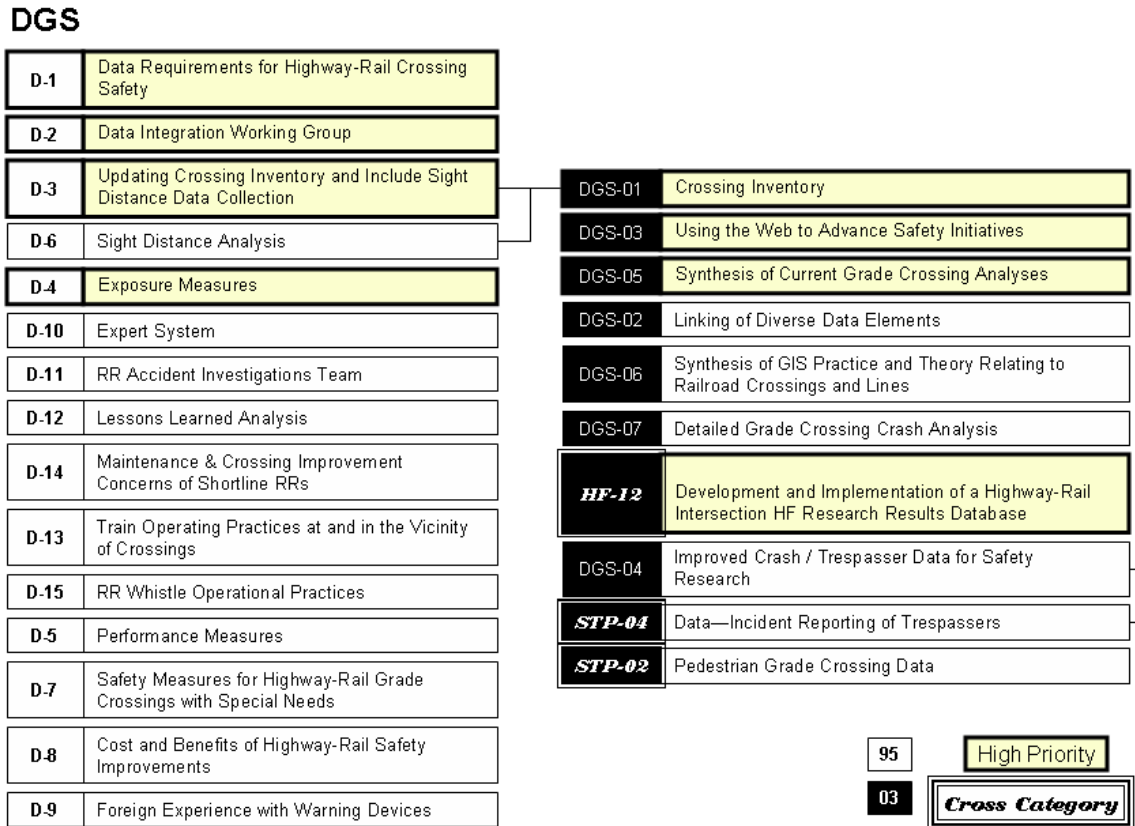 DGS
D-1
Data Requirements for Highway-Rail Crossing
Safety
D-2
Data Integration Working Group
D-3
Updating Crossing Inventory and Include Sight
Distance Data Collection
D-6
Sight Distance Analysis
D-4
Exposure Measures
D-10
Expert System
D-11
RR Accident Investigations Team
D-12
Lessons Learned Analysis
D-14
Maintenance & Crossing Improvement
Concerns of Shortline RRs
D-13
Train Operating Practices at and in the Vicinity
of Crossings
D-15
RR Whistle Operational Practices
D-5
Performance Measures
D-7
Safety Measures for Highway-Rail Grade
Crossings with Special Needs
D-8
Cost and Benefits of Highway-Rail Safety
Improvements
D-9
Foreign Experience with Warning Devices
DGS-01
Crossing Inventory
DGS-03
Using the Web to Advance Safety Initiatives
DGS-05
Synthesis of Current Grade Crossing Analyses
DGS-02
Linking of Diverse Data Elements
DGS-06
Synthesis of GIS Practice and Theory Relating to
Railroad Crossings and Lines
DGS-07
Detailed Grade Crossing Crash Analysis
HF-12
Development and Implementation of a Highway-Rail
Intersection HF Research Results Database
DGS-04
Improved Crash / Trespasser Data for Safety
Research
STP-04
Data—Incident Reporting of Trespassers
STP-02
Pedestrian Grade Crossing Data
95
High Priority
03
Cross Category